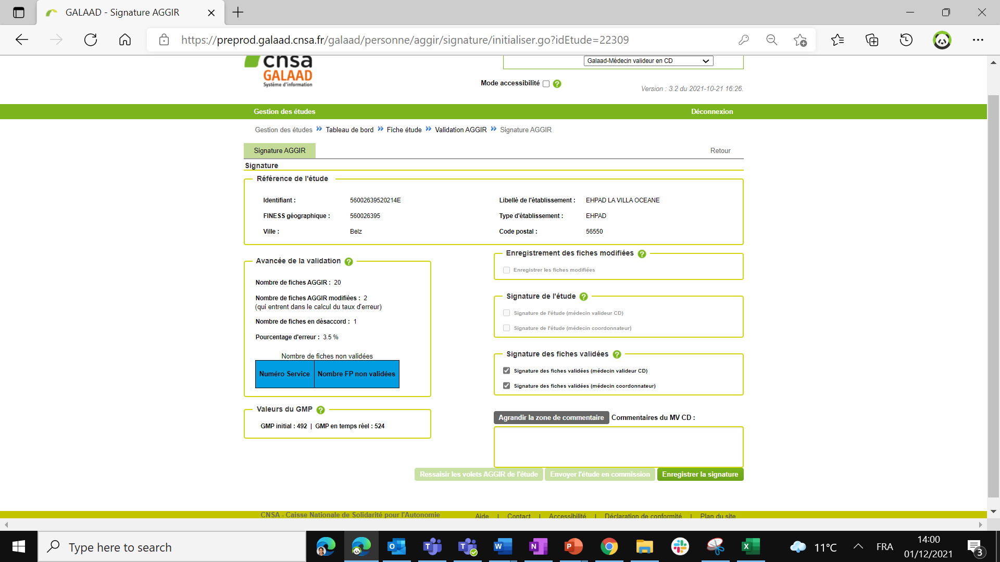 GALAAD - Signature AGGIR
https://preprod.galaad.cnsa.fr/galaad/personne/aggir/signature/initialiser.go?idEtude=22309
cnsa
GALAAD
Système d'information
Galaad-Médecin valideur en CD
Mode accessibilité
Version : 3.2 du 2021-10-21 16:26.
Gestion des études
Déconnexion
Gestion des études » Tableau de bord » Fiche étude » Validation AGGIR » Signature AGGIR
Signature AGGIR
Retour
Signature
Référence de l'étude
Identifiant : 56002639520214E
Libellé de l'établissement : EHPAD LA VILLA OCEANE
FINESS géographique : 560026395
Type d'établissement : EHPAD
Ville : Belz
Code postal : 56550
Avancée de la validation ?
Nombre de fiches AGGIR : 20
Nombre de fiches AGGIR modifiées : 2
(qui entrent dans le calcul du taux d'erreur)
Nombre de fiches en désaccord : 1
Pourcentage d'erreur : 3.5 %
Nombre de fiches non validées
Numéro Service
Nombre FP non validées
Valeurs du GMP ?
GMP initial : 492 | GMP en temps réel : 524
Enregistrement des fiches modifiées ?
Enregistrer les fiches modifiées
Signature de l'étude ?
Signature de l'étude (médecin valideur CD)
Signature de l'étude (médecin coordonnateur)
Signature des fiches validées ?
Signature des fiches validées (médecin valideur CD)
Signature des fiches validées (médecin coordonnateur)
Agrandir la zone de commentaire Commentaires du MV CD :
Ressaisir les volets AGGIR de l'étude
Envoyer l'étude en commission
Enregistrer la signature
CNSA - Caisse Nationale de Solidarité pour l'Autonomie
Aide | Contact | Accessibilité | Déclaration de conformité | Plan du site
Type here to search
11°C
FRA
14:00
01/12/2021
3